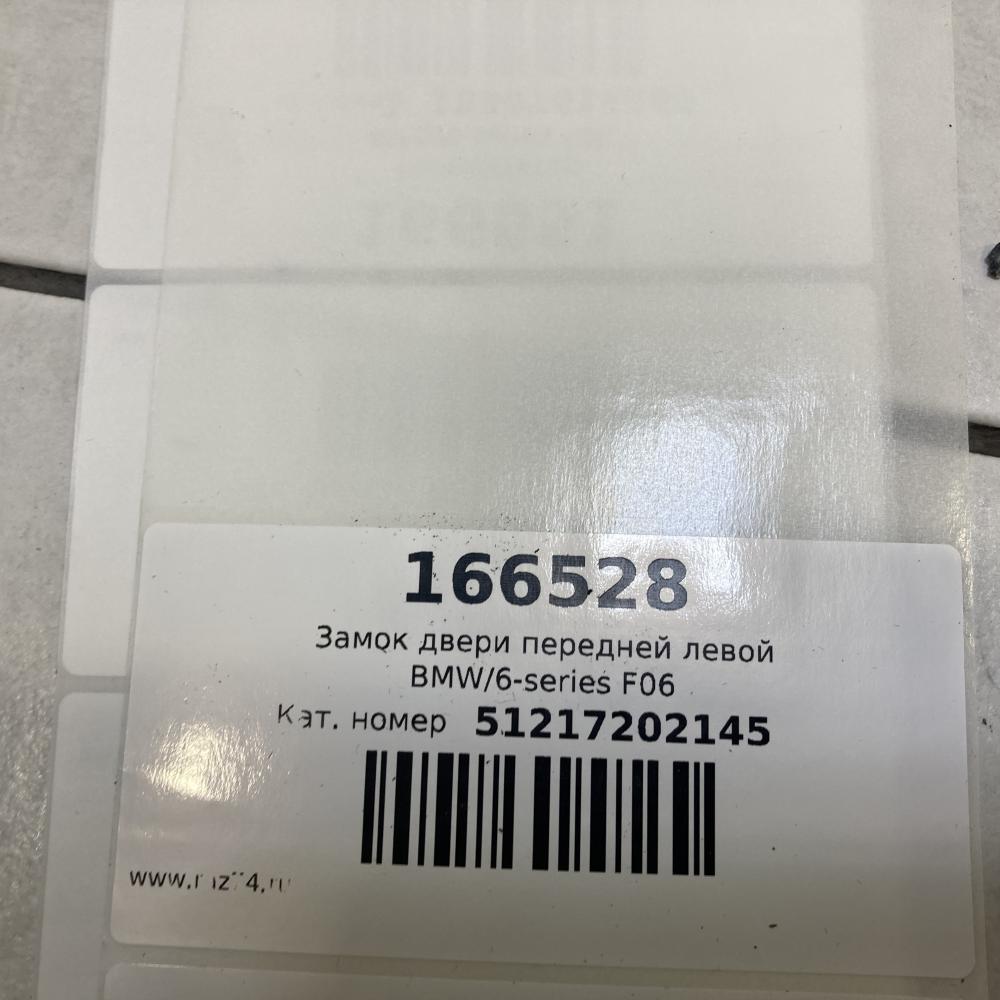 166528
Замок двери передней левой
BMW/6-series F06
Кат. номер 51217202145